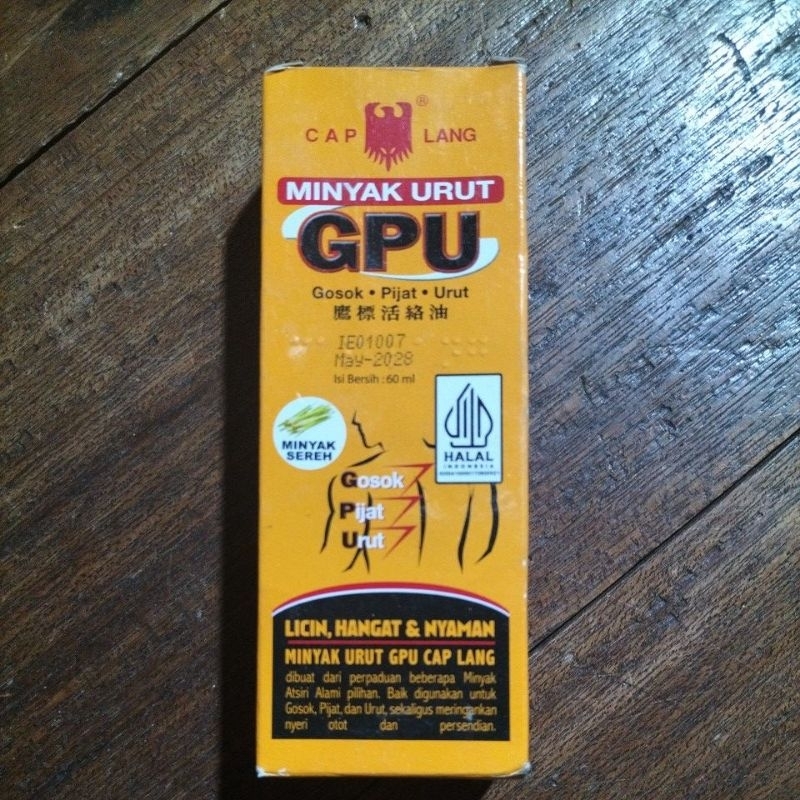 CAP LANG ®
MINYAK URUT
GPU
Gosok • Pijat • Urut
鷹標活絡油
IE01007
May-2028
Isi Bersih : 60 ml
MINYAK
SEREH
HALAL
INDONESIA
Gosok
Pijat
Urut
LICIN, HANGAT & NYAMAN
MINYAK URUT GPU CAP LANG
dibuat dari perpaduan beberapa Minyak
Atsiri Alami pilihan. Baik digunakan untuk
Gosok, Pijat, dan Urut, sekaligus meringankan
nyeri otot dan persendian.